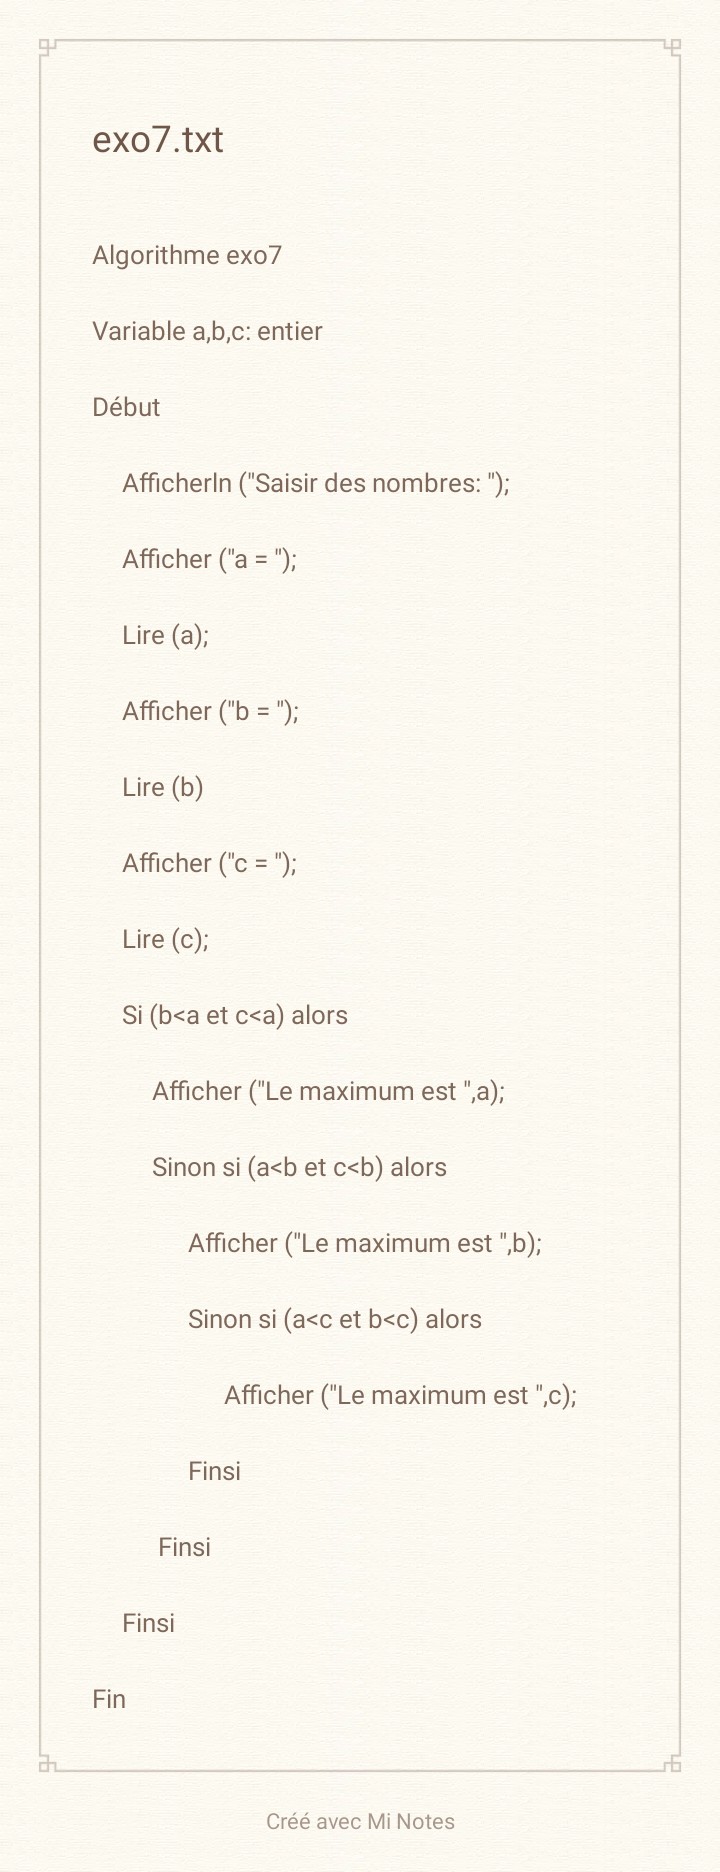 exo7.txt
Algorithme exo7
Variable a,b,c: entier
Début
Afficherln ("Saisir des nombres: ");
Afficher ("a = ");
Lire (a);
Afficher ("b = ");
Lire (b)
Afficher ("c = ");
Lire (c);
Si (b<a et c<a) alors
Afficher ("Le maximum est ",a);
Sinon si (a<b et c<b) alors
Afficher ("Le maximum est ",b);
Sinon si (a<c et b<c) alors
Afficher ("Le maximum est ",c);
Finsi
Finsi
Finsi
Fin
Créé avec Mi Notes